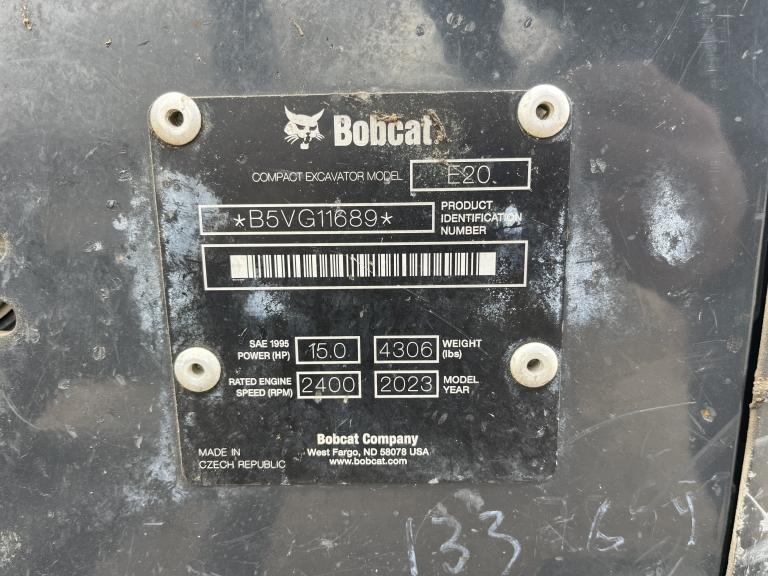 Bobcat
COMPACT EXCAVATOR MODEL E20
*B5VG11689* PRODUCT IDENTIFICATION NUMBER
SAE 1995 POWER (HP) 15.0 4306 WEIGHT (lbs)
RATED ENGINE SPEED (RPM) 2400 2023 MODEL YEAR
Bobcat Company
West Fargo, ND 58078 USA
www.bobcat.com
MADE IN
CZECH REPUBLIC
133